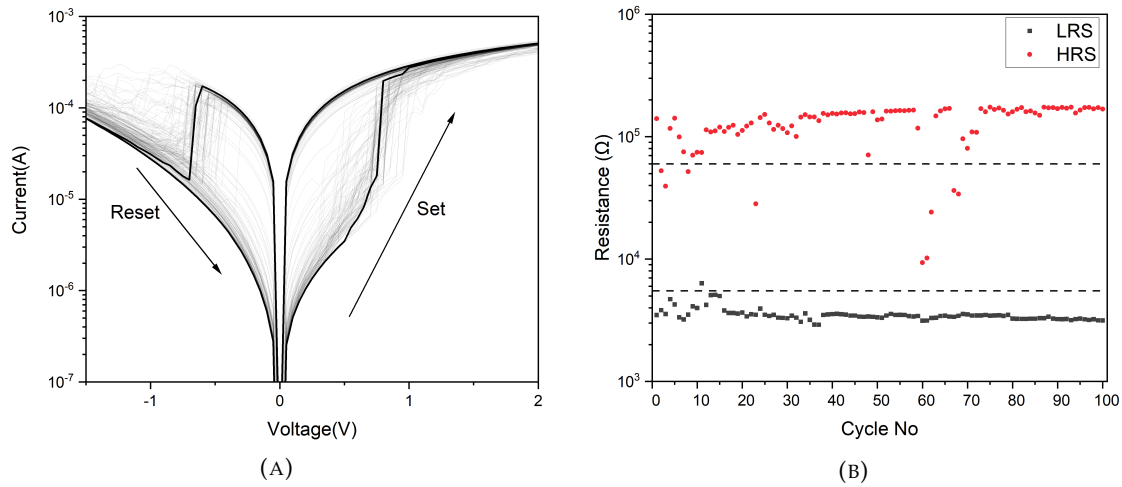 10⁻³
10⁻⁴
10⁻⁵
10⁻⁶
10⁻⁷
Current(A)
Reset
Set
-1 0 1 2
Voltage(V)
(A)
10⁶
10⁵
10⁴
10³
Resistance (Ω)
LRS
HRS
0 10 20 30 40 50 60 70 80 90 100
Cycle No
(B)